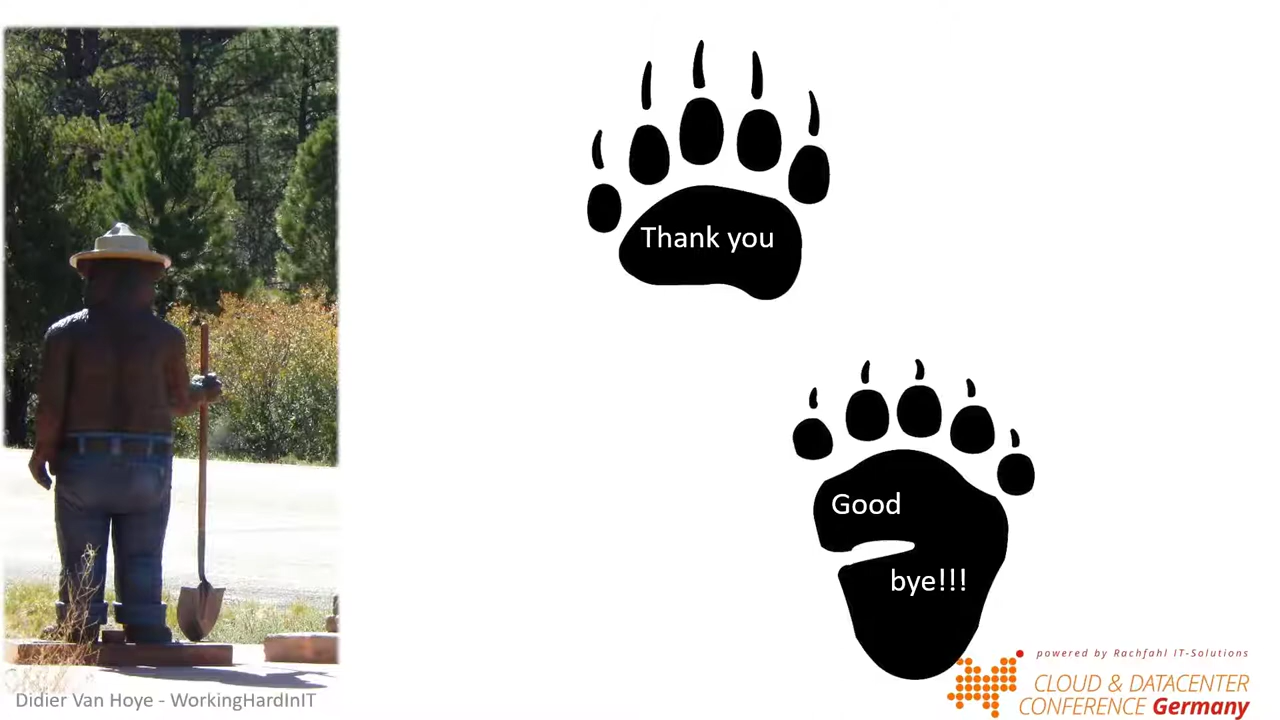 Thank you
Good
bye!!!
Didier Van Hoye - WorkingHardInIT
powered by Rachfahl IT-Solutions
CLOUD & DATACENTER
CONFERENCE Germany